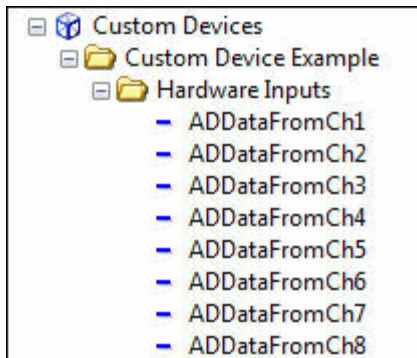 Custom Devices
Custom Device Example
Hardware Inputs
ADDataFromCh1
ADDataFromCh2
ADDataFromCh3
ADDataFromCh4
ADDataFromCh5
ADDataFromCh6
ADDataFromCh7
ADDataFromCh8